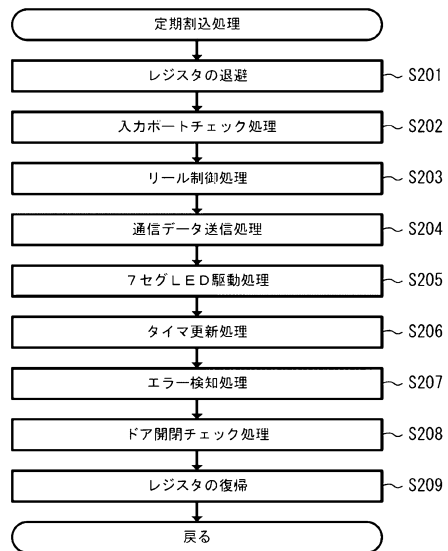 定期割込処理
レジスタの退避 S201
入力ポートチェック処理 S202
リール制御処理 S203
通信データ送信処理 S204
７セグＬＥＤ駆動処理 S205
タイマ更新処理 S206
エラー検知処理 S207
ドア開閉チェック処理 S208
レジスタの復帰 S209
戻る